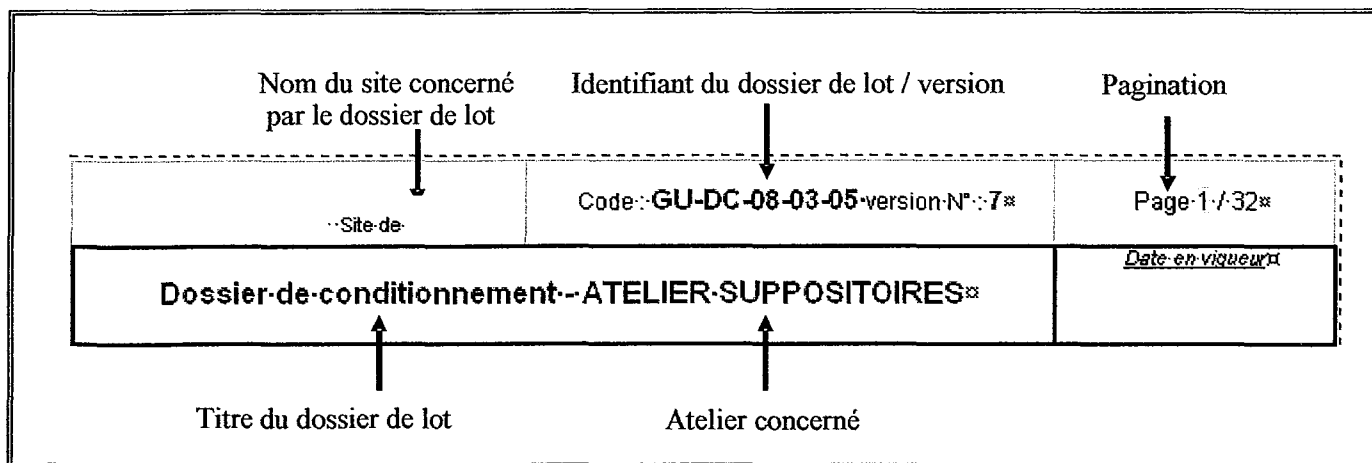 Nom du site concerné
par le dossier de lot
Identifiant du dossier de lot / version
Pagination
Code : GU-DC-08-03-05 version N° : 7¤
Page 1 / 32¤
Site de
Date en vigueur¤
Dossier de conditionnement - ATELIER SUPPOSITOIRES¤
Titre du dossier de lot
Atelier concerné